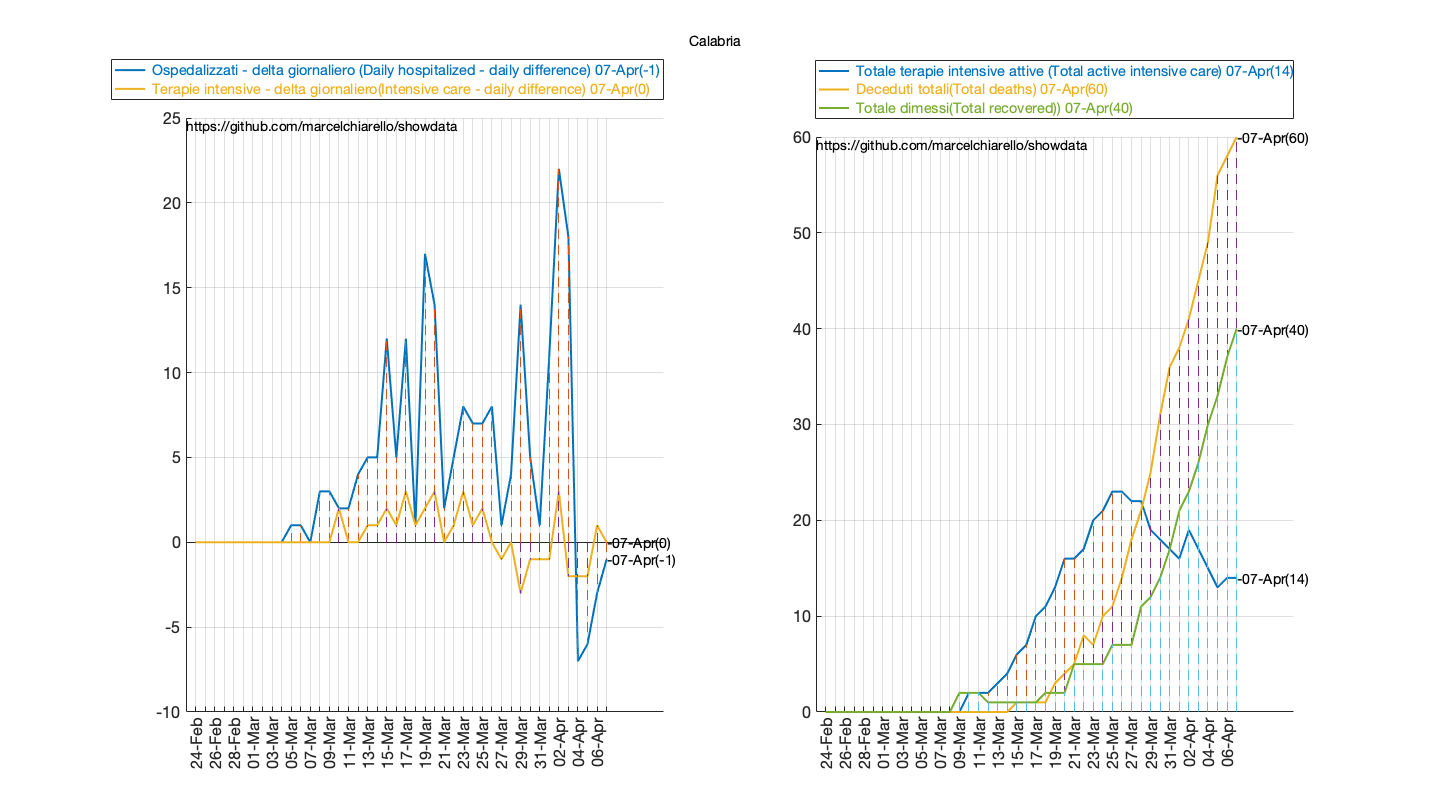 Calabria
Ospedalizzati - delta giornaliero (Daily hospitalized - daily difference) 07-Apr(-1)
Terapie intensive - delta giornaliero(Intensive care - daily difference) 07-Apr(0)
25
https://github.com/marcelchiarello/showdata
20
15
10
5
0
-07-Apr(0)
-07-Apr(-1)
-5
-10
24-Feb
26-Feb
28-Feb
01-Mar
03-Mar
05-Mar
07-Mar
09-Mar
11-Mar
13-Mar
15-Mar
17-Mar
19-Mar
21-Mar
23-Mar
25-Mar
27-Mar
29-Mar
31-Mar
02-Apr
04-Apr
06-Apr
Totale terapie intensive attive (Total active intensive care) 07-Apr(14)
Deceduti totali(Total deaths) 07-Apr(60)
Totale dimessi(Total recovered)) 07-Apr(40)
60
-07-Apr(60)
https://github.com/marcelchiarello/showdata
50
40
-07-Apr(40)
30
20
-07-Apr(14)
10
0
24-Feb
26-Feb
28-Feb
01-Mar
03-Mar
05-Mar
07-Mar
09-Mar
11-Mar
13-Mar
15-Mar
17-Mar
19-Mar
21-Mar
23-Mar
25-Mar
27-Mar
29-Mar
31-Mar
02-Apr
04-Apr
06-Apr